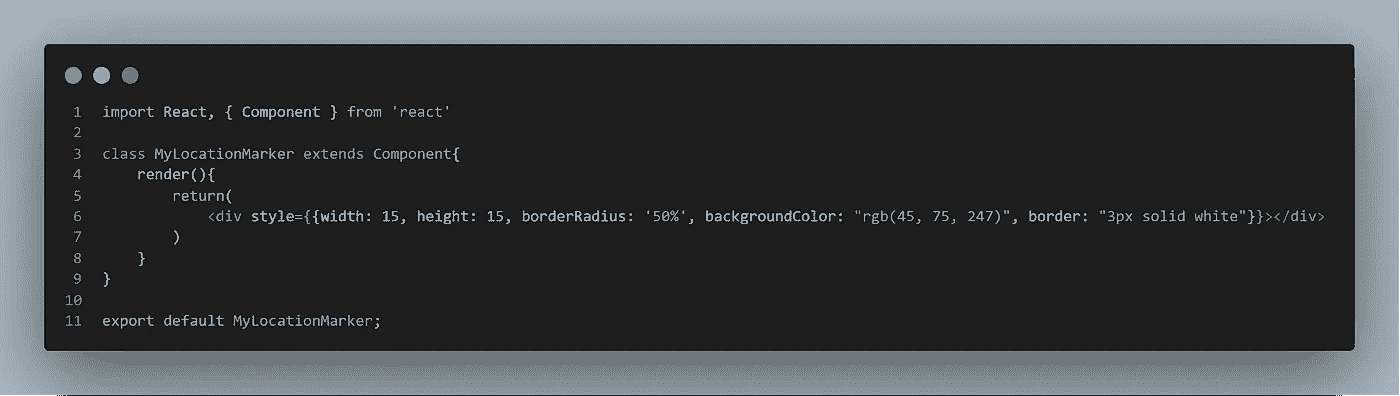 1 import React, { Component } from 'react'
2
3 class MyLocationMarker extends Component{
4     render(){
5         return(
6             <div style={{width: 15, height: 15, borderRadius: '50%', backgroundColor: "rgb(45, 75, 247)", border: "3px solid white"}}></div>
7         )
8     }
9 }
10
11 export default MyLocationMarker;